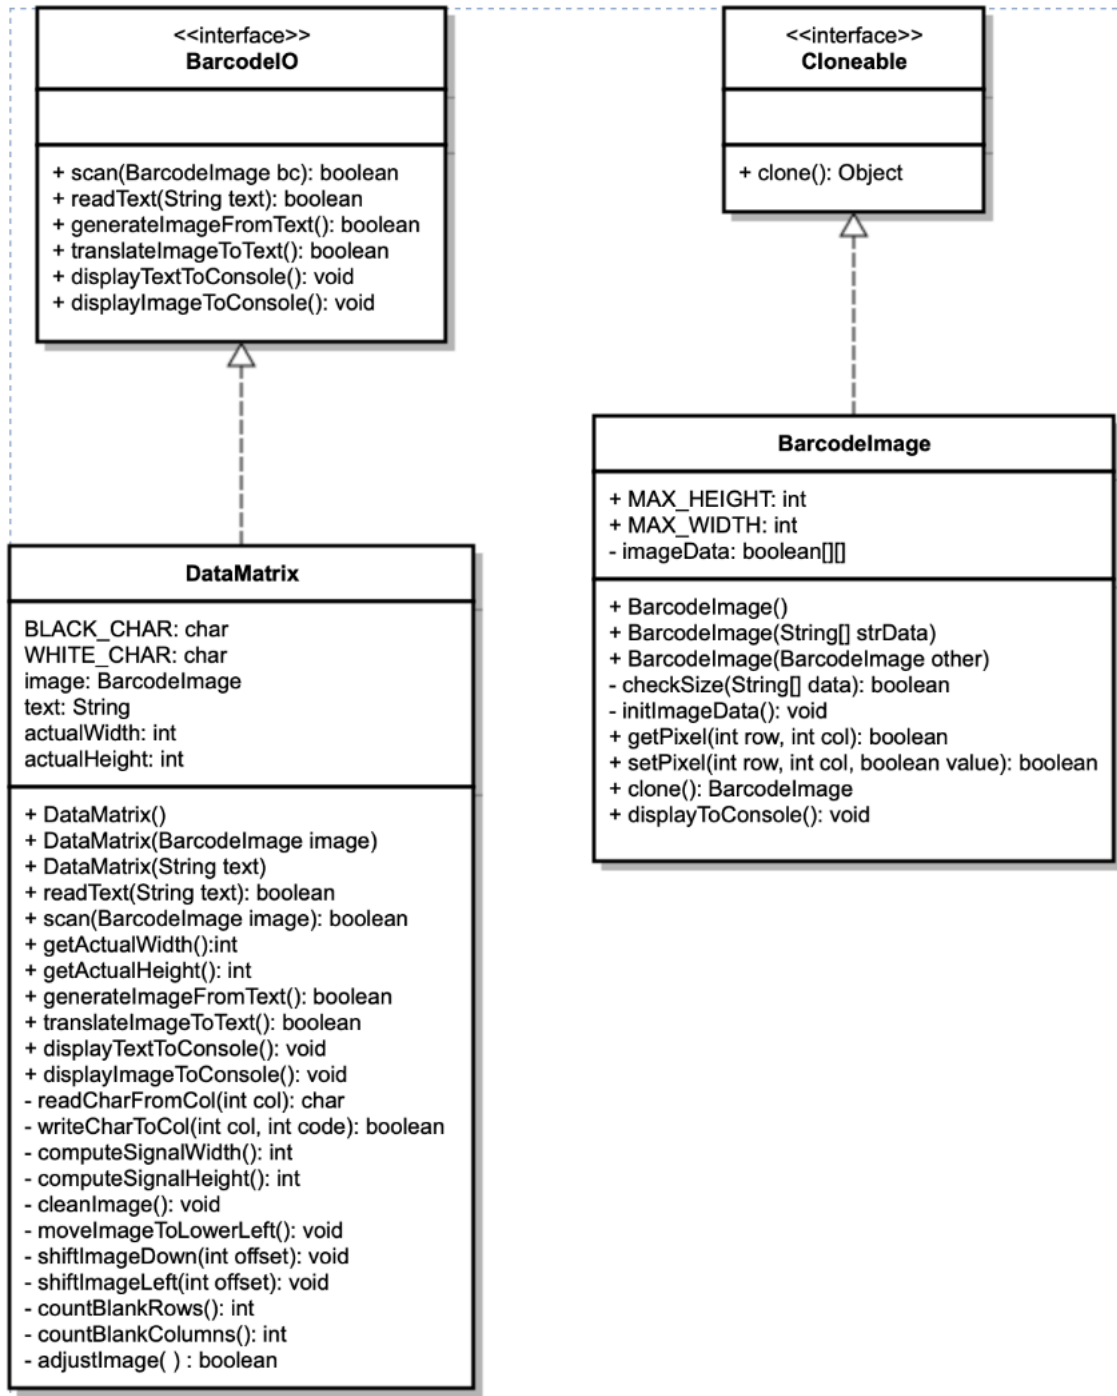 <<interface>>
BarcodeIO
+ scan(BarcodeImage bc): boolean
+ readText(String text): boolean
+ generateImageFromText(): boolean
+ translateImageToText(): boolean
+ displayTextToConsole(): void
+ displayImageToConsole(): void
<<interface>>
Cloneable
+ clone(): Object
DataMatrix
BLACK_CHAR: char
WHITE_CHAR: char
image: BarcodeImage
text: String
actualWidth: int
actualHeight: int
+ DataMatrix()
+ DataMatrix(BarcodeImage image)
+ DataMatrix(String text)
+ readText(String text): boolean
+ scan(BarcodeImage image): boolean
+ getActualWidth():int
+ getActualHeight(): int
+ generateImageFromText(): boolean
+ translateImageToText(): boolean
+ displayTextToConsole(): void
+ displayImageToConsole(): void
- readCharFromCol(int col): char
- writeCharToCol(int col, int code): boolean
- computeSignalWidth(): int
- computeSignalHeight(): int
- cleanImage(): void
- moveImageToLowerLeft(): void
- shiftImageDown(int offset): void
- shiftImageLeft(int offset): void
- countBlankRows(): int
- countBlankColumns(): int
- adjustImage( ) : boolean
BarcodeImage
+ MAX_HEIGHT: int
+ MAX_WIDTH: int
- imageData: boolean[][]
+ BarcodeImage()
+ BarcodeImage(String[] strData)
+ BarcodeImage(BarcodeImage other)
- checkSize(String[] data): boolean
- initImageData(): void
+ getPixel(int row, int col): boolean
+ setPixel(int row, int col, boolean value): boolean
+ clone(): BarcodeImage
+ displayToConsole(): void